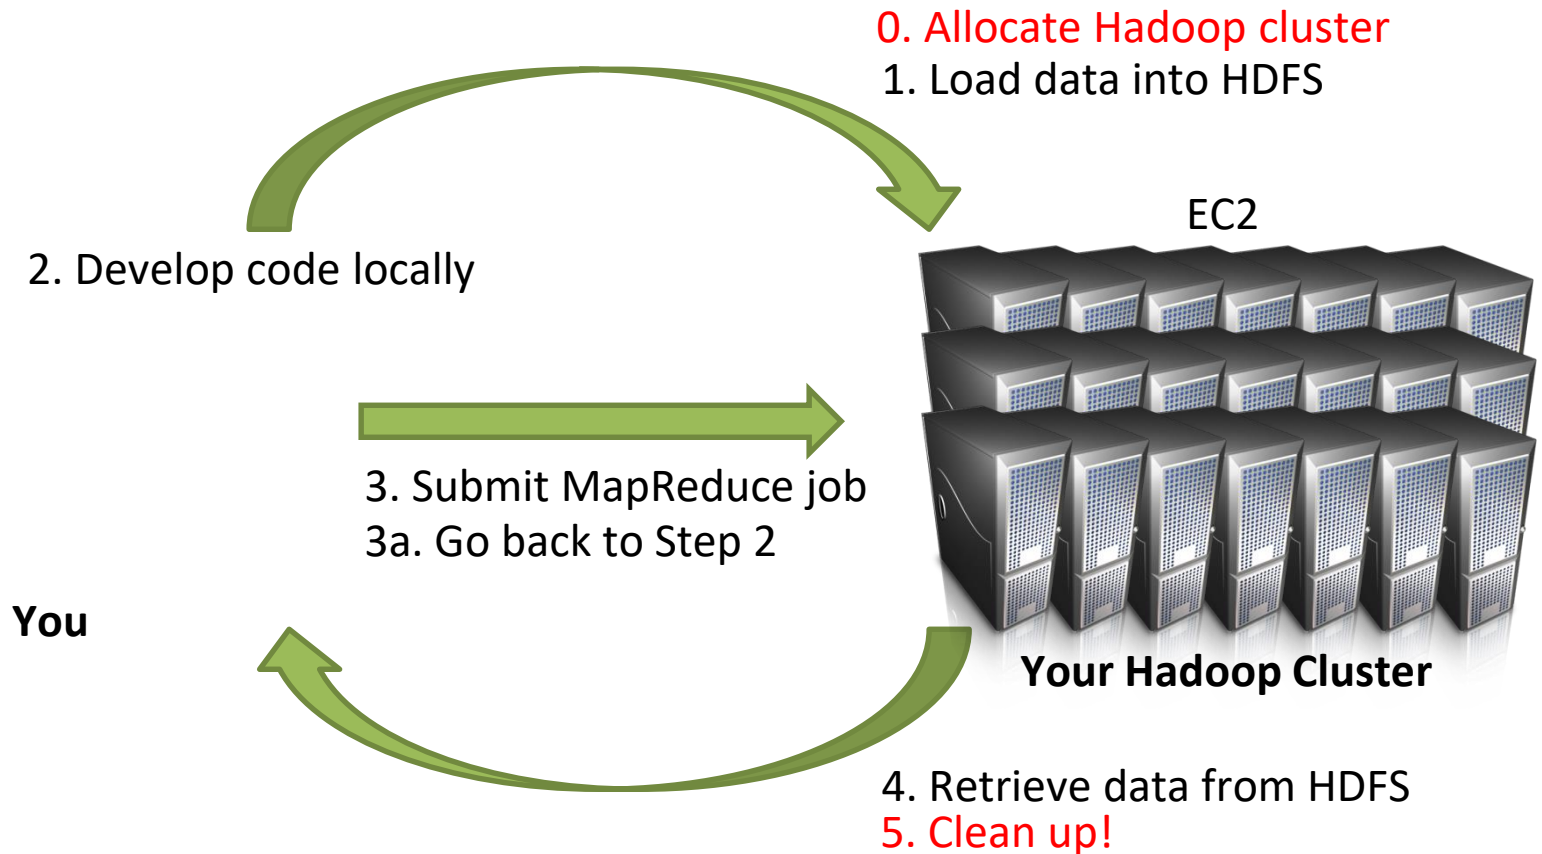 0. Allocate Hadoop cluster
1. Load data into HDFS
EC2
2. Develop code locally
3. Submit MapReduce job
3a. Go back to Step 2
You
Your Hadoop Cluster
4. Retrieve data from HDFS
5. Clean up!